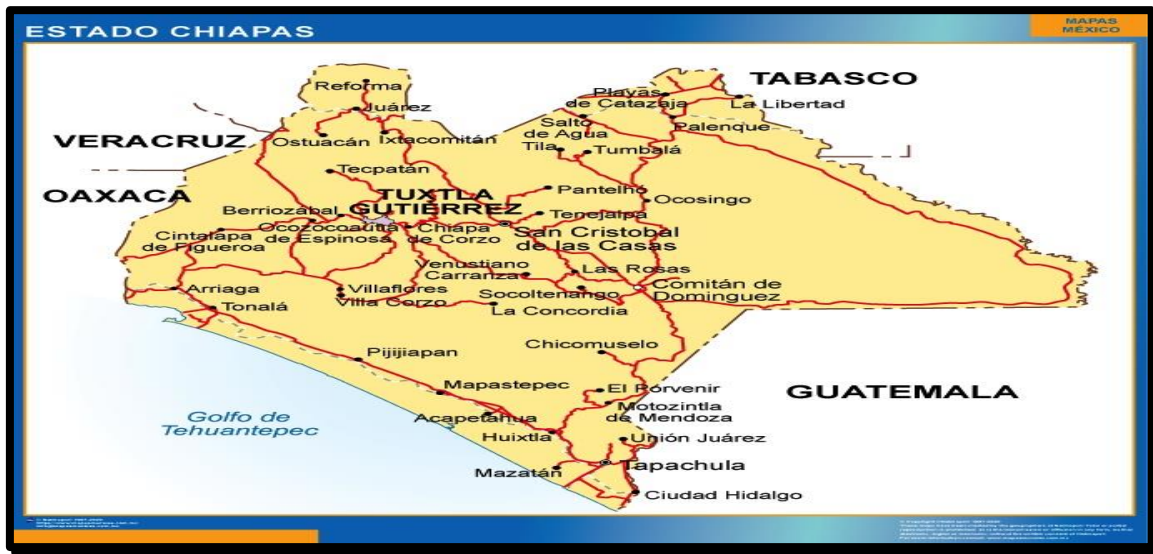 ESTADO CHIAPAS
MAPAS
MÉXICO
TABASCO
Reforma
Playas
de Catazajá
Juárez
La Libertad
VERACRUZ
Ostuacán
Ixtacomitán
Salto
de Agua
Palenque
Tila
Tumbalá
Tecpatán
OAXACA
TUXTLA
GUTIÉRREZ
Pantelhó
Ocosingo
Berriozábal
Tenejalpa
Ocozocoautla
de Espinosa
Chiapa
de Corzo
San Cristobal
de las Casas
Cintalapa
de Figueroa
Venustiano
Carranza
Las Rosas
Arriaga
Villaflores
Socoltenango
Comitán de
Dominguez
Tonalá
Villa Corzo
La Concordia
Chicomuselo
Pijijiapan
Mapastepec
El Porvenir
GUATEMALA
Golfo de
Tehuantepec
Acapetahua
Motozintla
de Mendoza
Huixtla
Unión Juárez
Mazatán
Tapachula
Ciudad Hidalgo